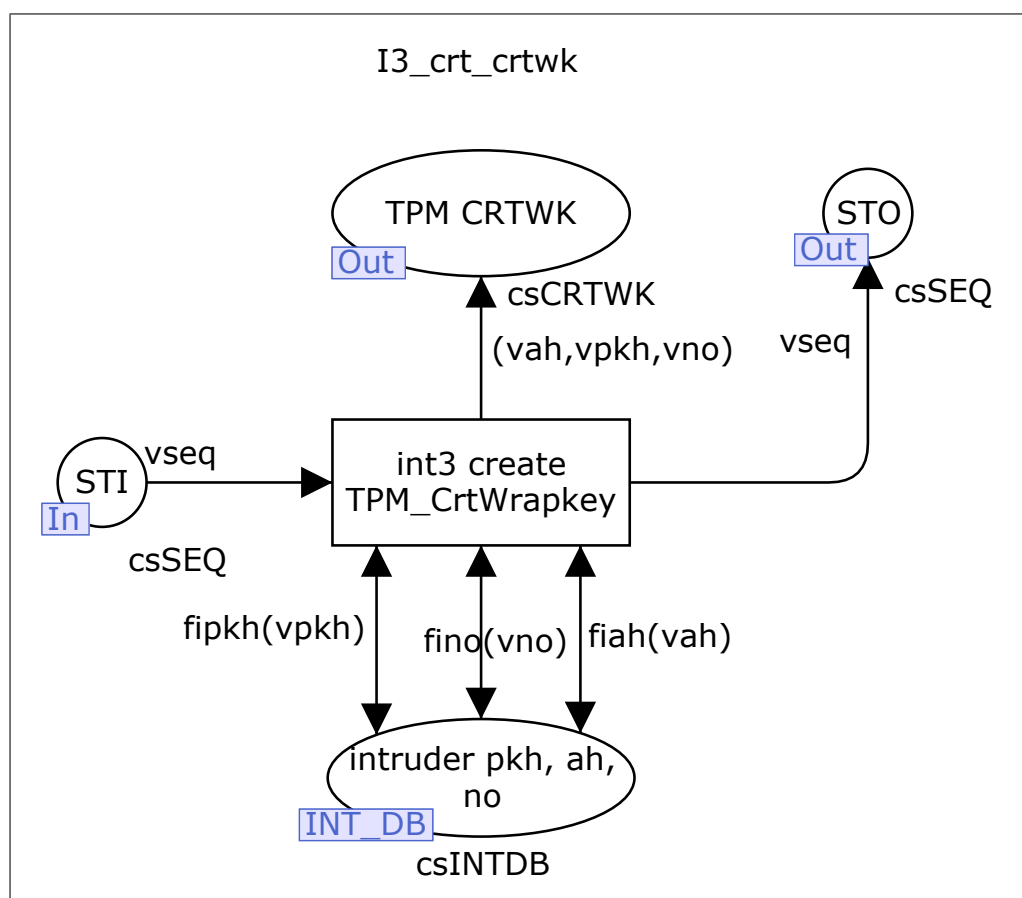 I3_crt_crtwk
TPM CRTWK
Out
csCRTWK
STO
Out
csSEQ
(vah,vpkh,vno)
vseq
STI
In
csSEQ
vseq
int3 create
TPM_CrtWrapkey
fipkh(vpkh)
fino(vno)
fiah(vah)
intruder pkh, ah,
no
INT_DB
csINTDB